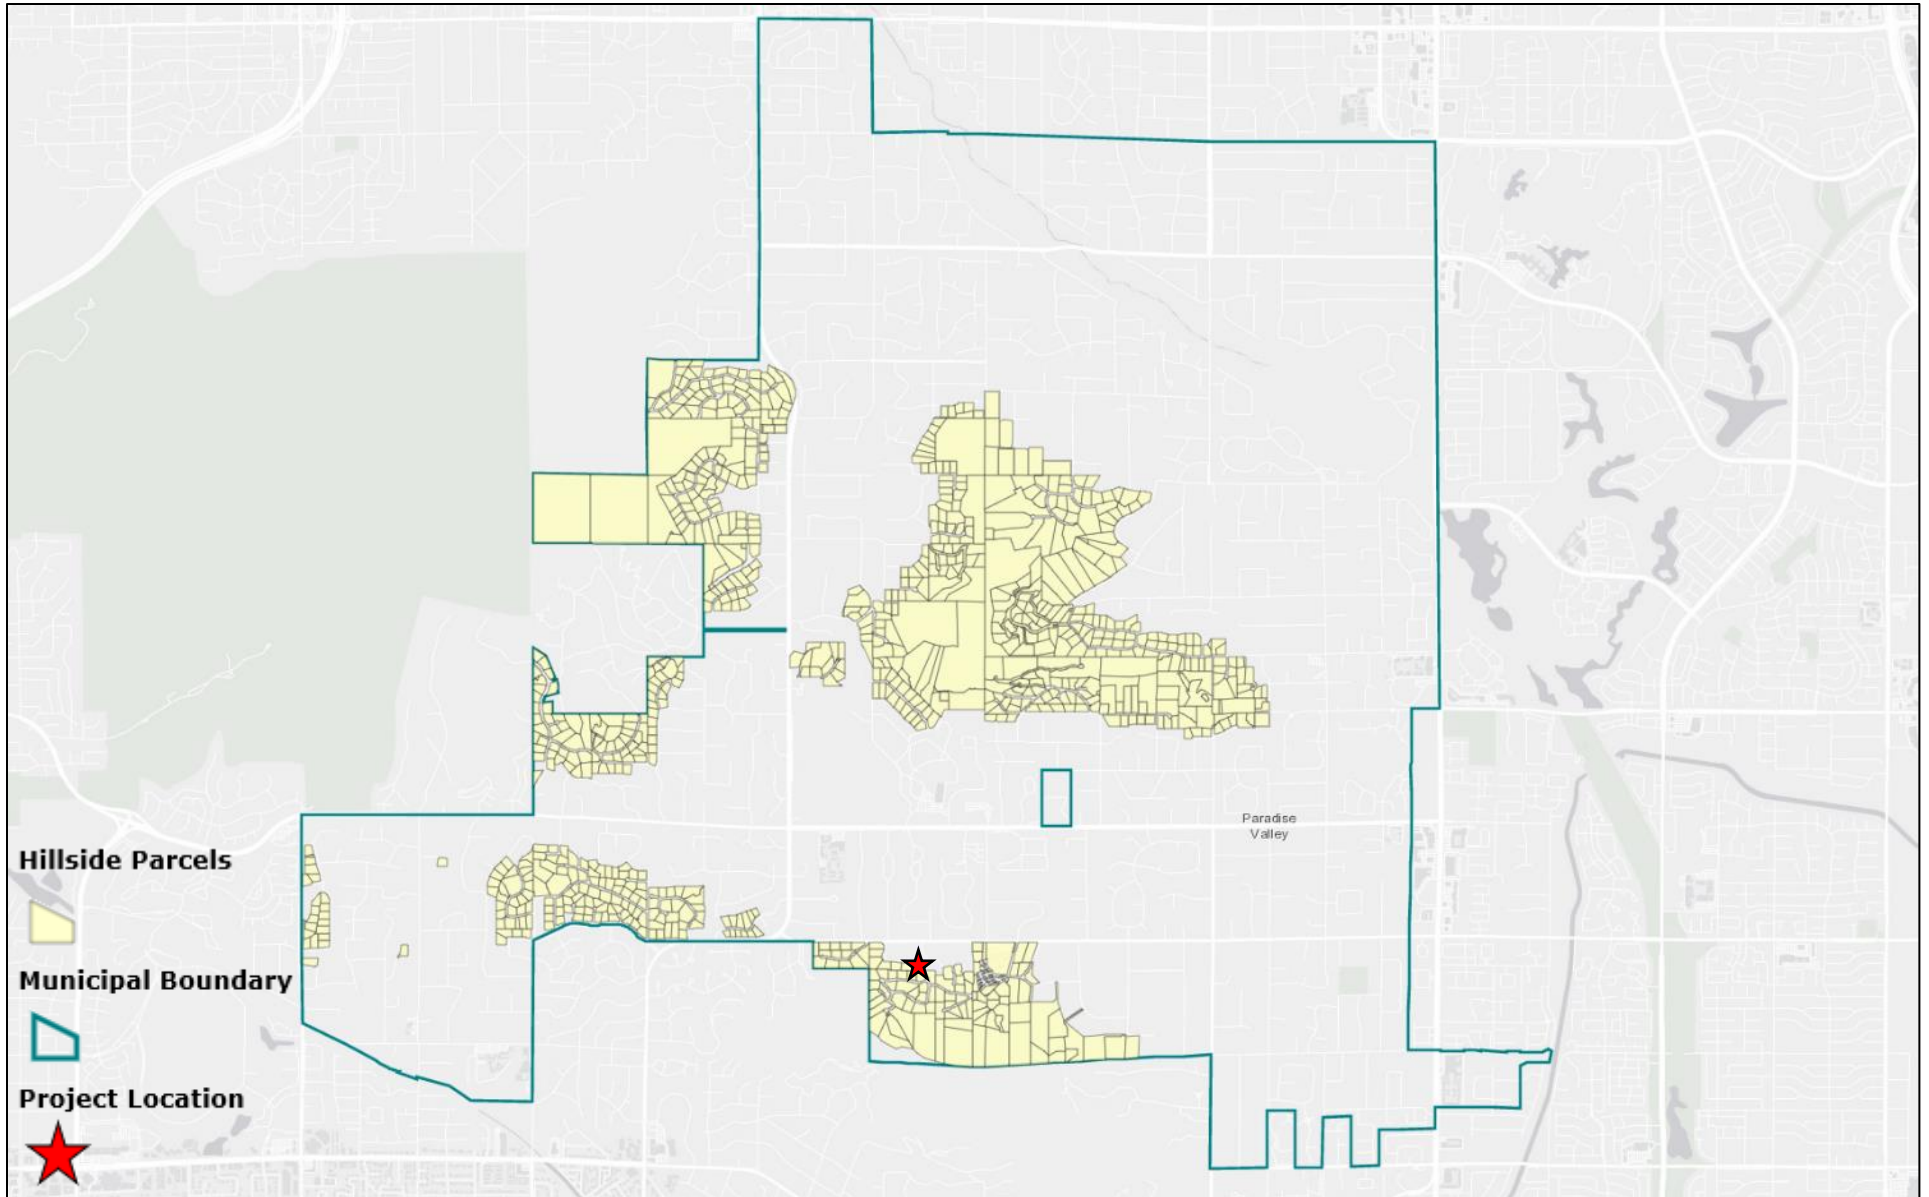 Paradise
Valley
Hillside Parcels
Municipal Boundary
Project Location